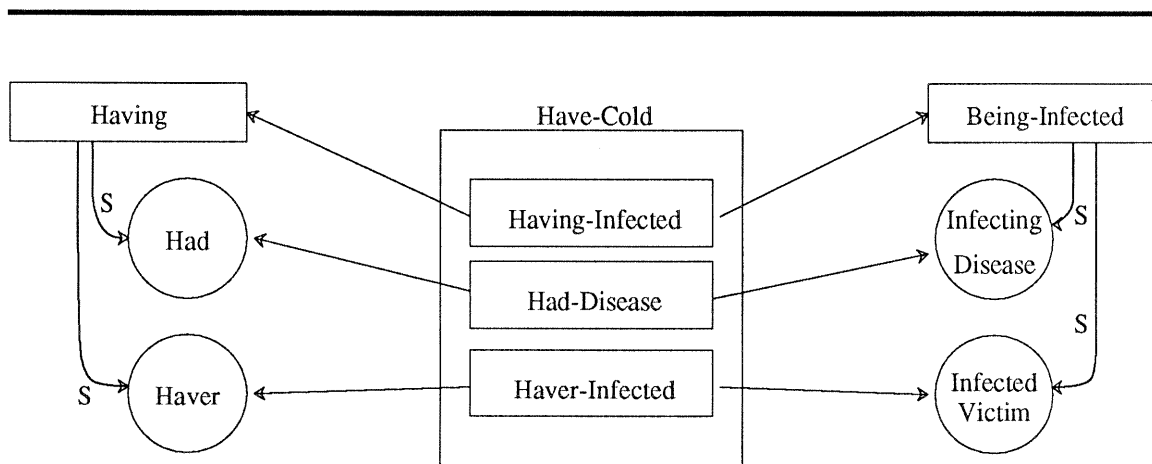 Have-Cold
Having
Being-Infected
Having-Infected
S
Had
Infecting
Disease
S
Had-Disease
S
Haver
S
Haver-Infected
Infected
Victim